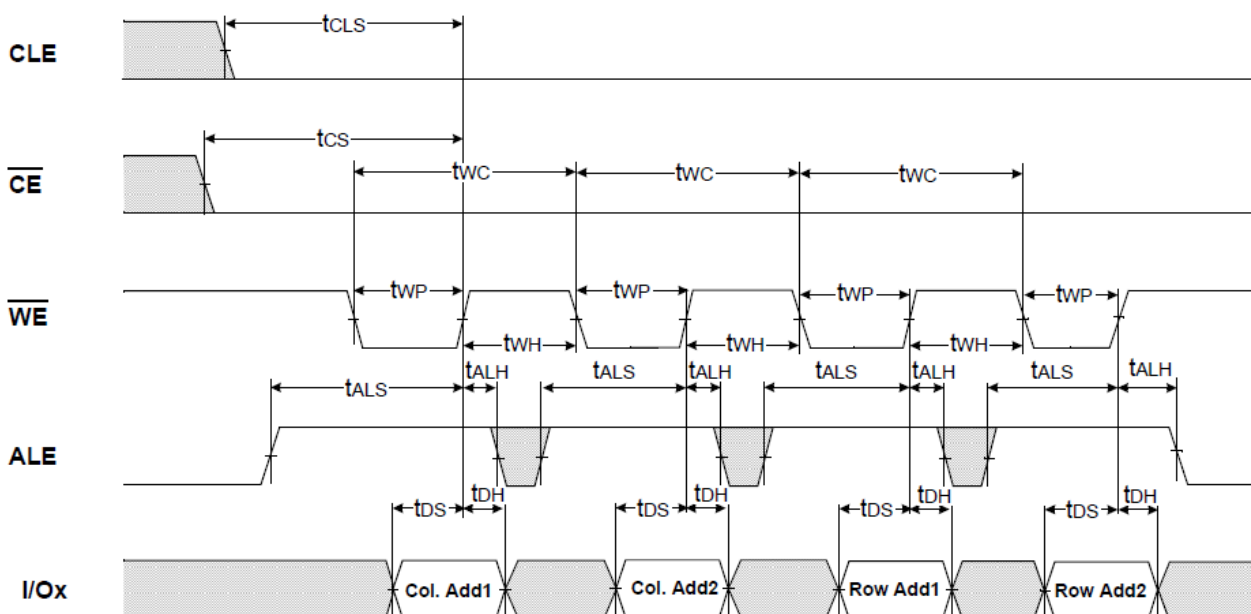 tCLS
CLE
tCS
CE
tWC tWC tWC
tWP tWP tWP tWP
WE
tWH tWH tWH
tALS tALH tALS tALH tALS tALH tALS tALH
ALE
tDS tDH tDS tDH tDS tDH tDS tDH
I/Ox Col. Add1 Col. Add2 Row Add1 Row Add2